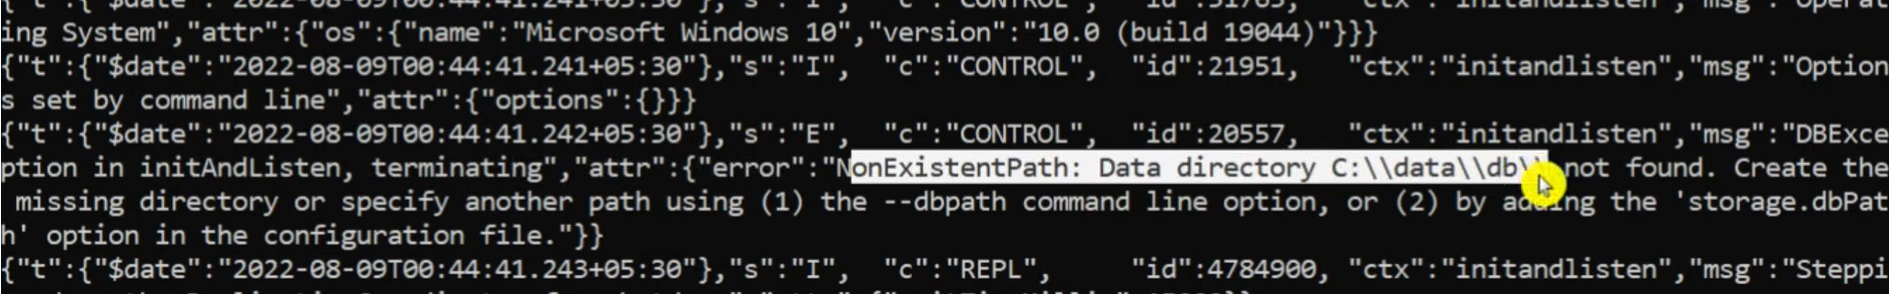 ing System","attr":{"os":{"name":"Microsoft Windows 10","version":"10.0 (build 19044)"}}}
{"t":{"$date":"2022-08-09T00:44:41.241+05:30"},"s":"I", "c":"CONTROL", "id":21951, "ctx":"initandlisten","msg":"Option
s set by command line","attr":{"options":{}}}
{"t":{"$date":"2022-08-09T00:44:41.242+05:30"},"s":"E", "c":"CONTROL", "id":20557, "ctx":"initandlisten","msg":"DBExce
ption in initAndListen, terminating","attr":{"error":"NonExistentPath: Data directory C:\\data\\db\\ not found. Create the
missing directory or specify another path using (1) the --dbpath command line option, or (2) by adding the 'storage.dbPat
h' option in the configuration file."}}
{"t":{"$date":"2022-08-09T00:44:41.243+05:30"},"s":"I", "c":"REPL", "id":4784900, "ctx":"initandlisten","msg":"Steppi